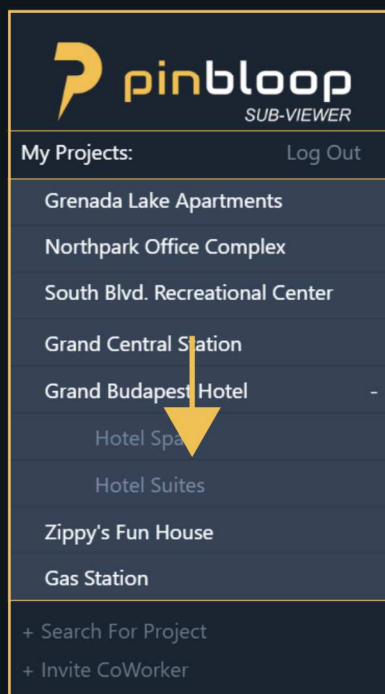 pinbloop
SUB-VIEWER
My Projects: Log Out
Grenada Lake Apartments
Northpark Office Complex
South Blvd. Recreational Center
Grand Central Station
Grand Budapest Hotel -
Hotel Spa
Hotel Suites
Zippy's Fun House
Gas Station
+ Search For Project
+ Invite CoWorker